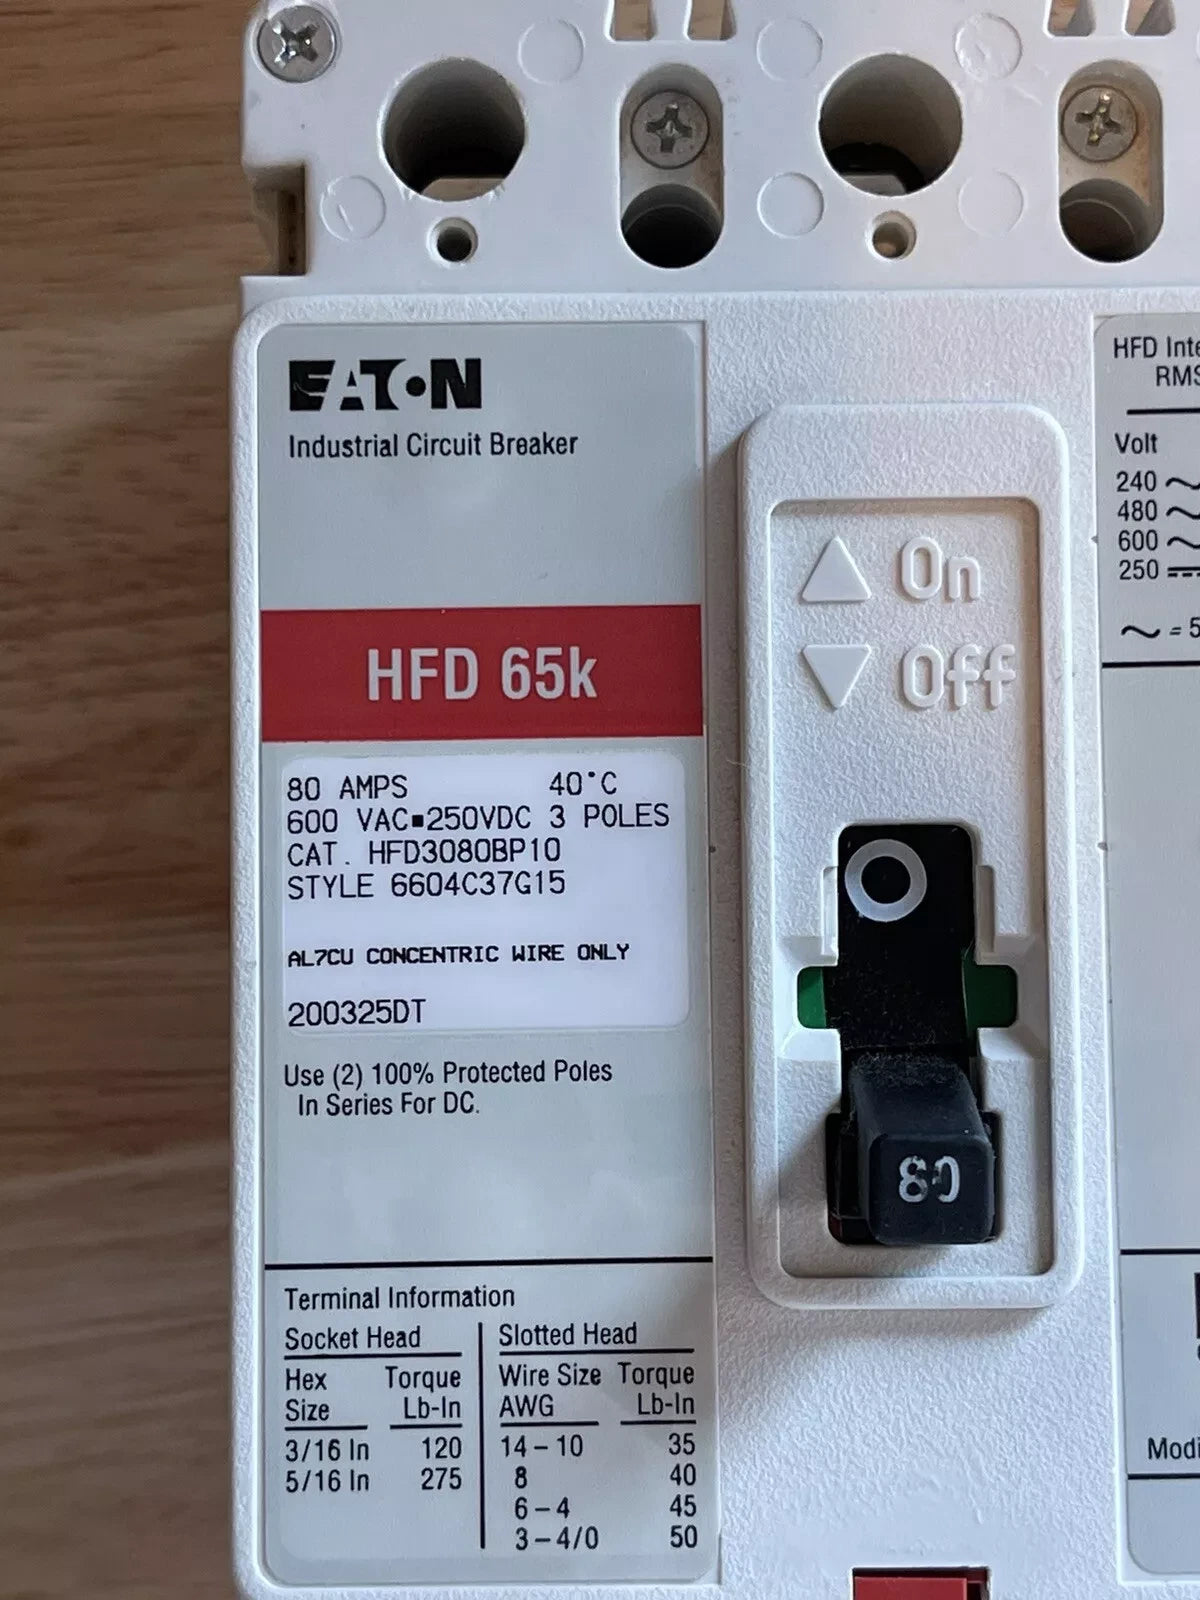 EATON
Industrial Circuit Breaker
HFD 65k
80 AMPS 40°C
600 VAC▪250VDC 3 POLES
CAT. HFD3080BP10
STYLE 6604C37G15
AL7CU CONCENTRIC WIRE ONLY
200325DT
Use (2) 100% Protected Poles
In Series For DC.
Terminal Information
Socket Head
Hex Torque
Size Lb-In
3/16 In 120
5/16 In 275
Slotted Head
Wire Size Torque
AWG Lb-In
14 – 10 35
8 40
6 – 4 45
3 – 4/0 50
On
Off
80
HFD
Volt
240 ~
480 ~
600 ~
250 ⎓
~ = 5